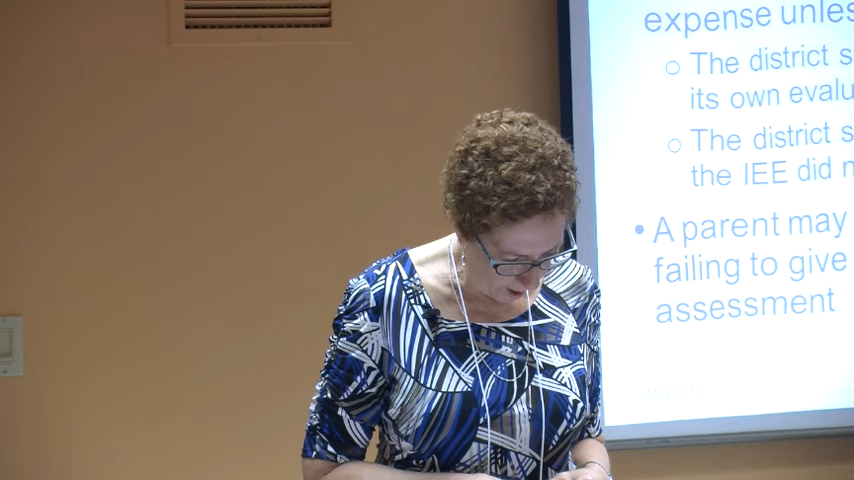 expense unles
○ The district s
its own evalu
○ The district s
the IEE did n
• A parent may
failing to give
assessment